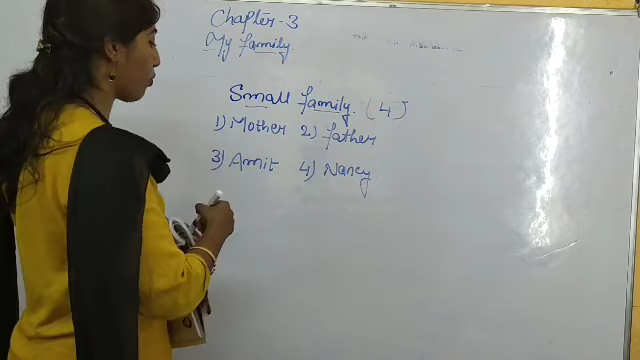 Chapter-3
My family.
Small family. (4)
1) Mother 2) father
3) Amit 4) Nancy